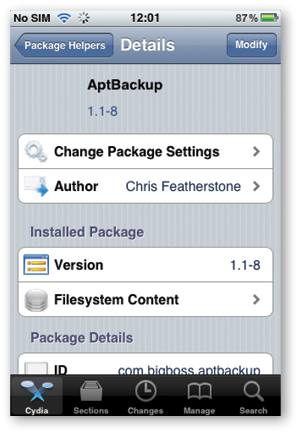 No SIM 12:01 87%
Package Helpers Details Modify
AptBackup
1.1-8
Change Package Settings
Author Chris Featherstone
Installed Package
Version 1.1-8
Filesystem Content
Package Details
ID com.bigboss.aptbackup
Cydia Sections Changes Manage Search